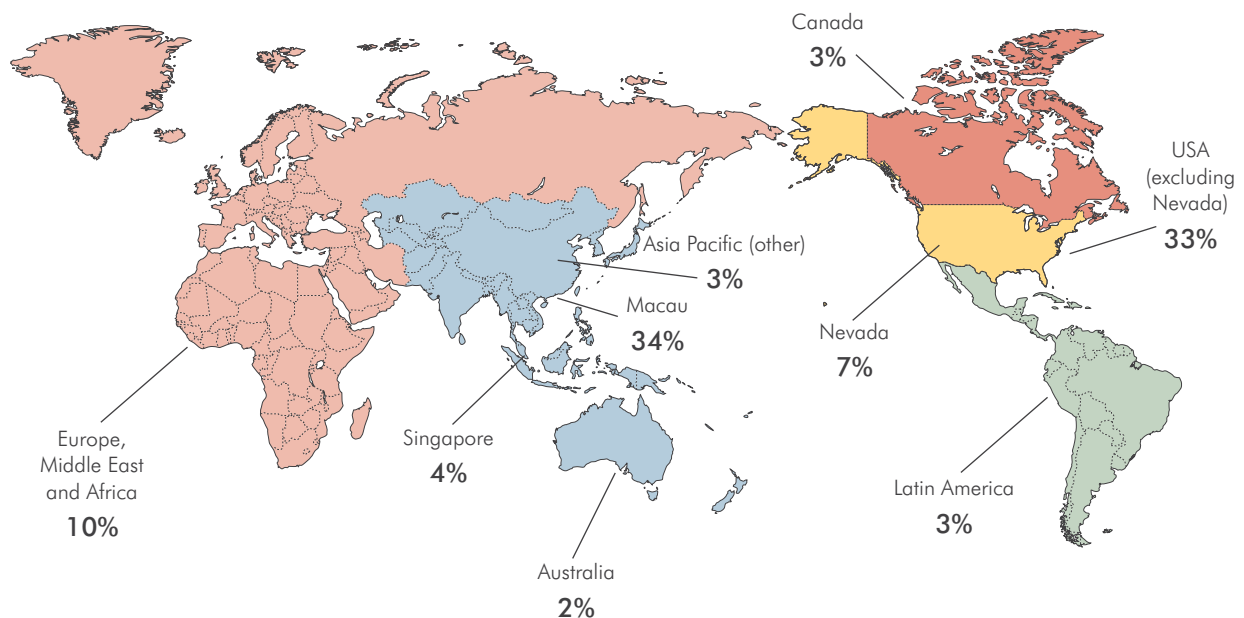 Canada
3%
USA
(excluding
Nevada)
33%
Asia Pacific (other)
3%
Macau
34%
Nevada
7%
Europe,
Middle East
and Africa
10%
Singapore
4%
Latin America
3%
Australia
2%